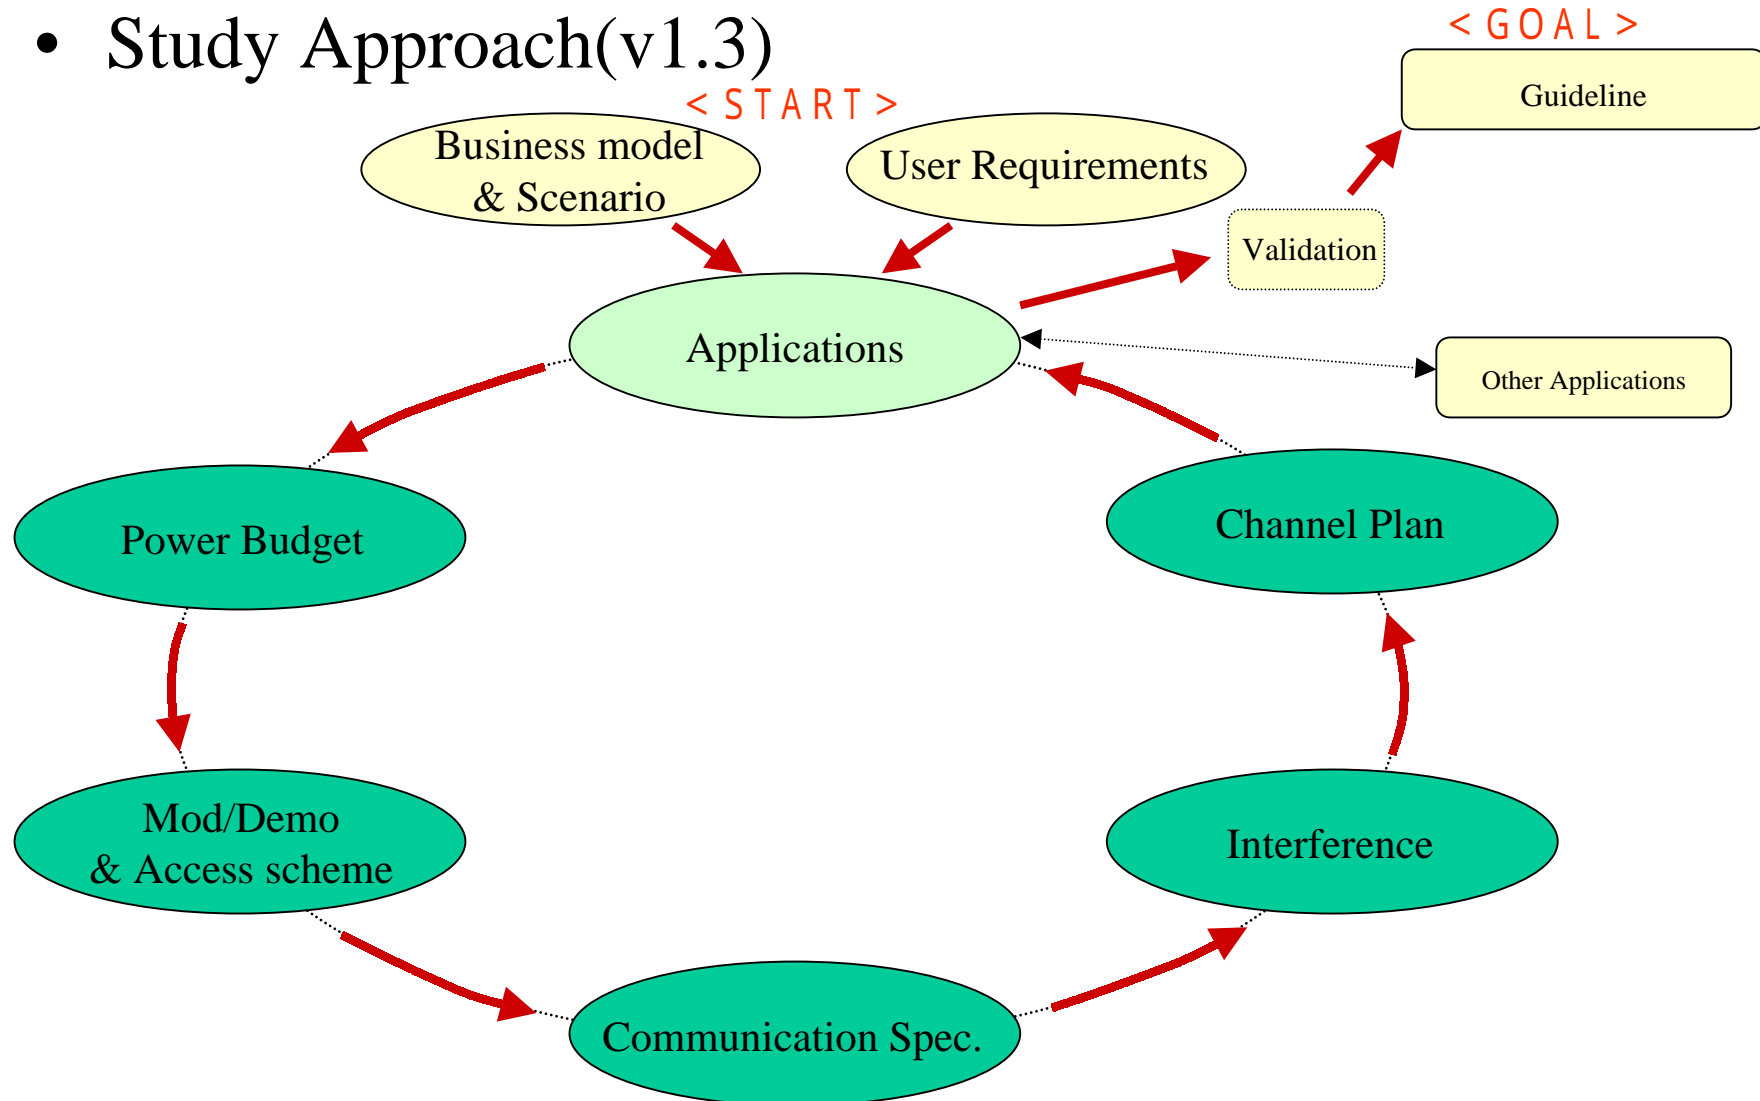 • Study Approach(v1.3)
<GOAL>
Guideline
<START>
Business model
& Scenario
User Requirements
Validation
Applications
Other Applications
Power Budget
Channel Plan
Mod/Demo
& Access scheme
Interference
Communication Spec.